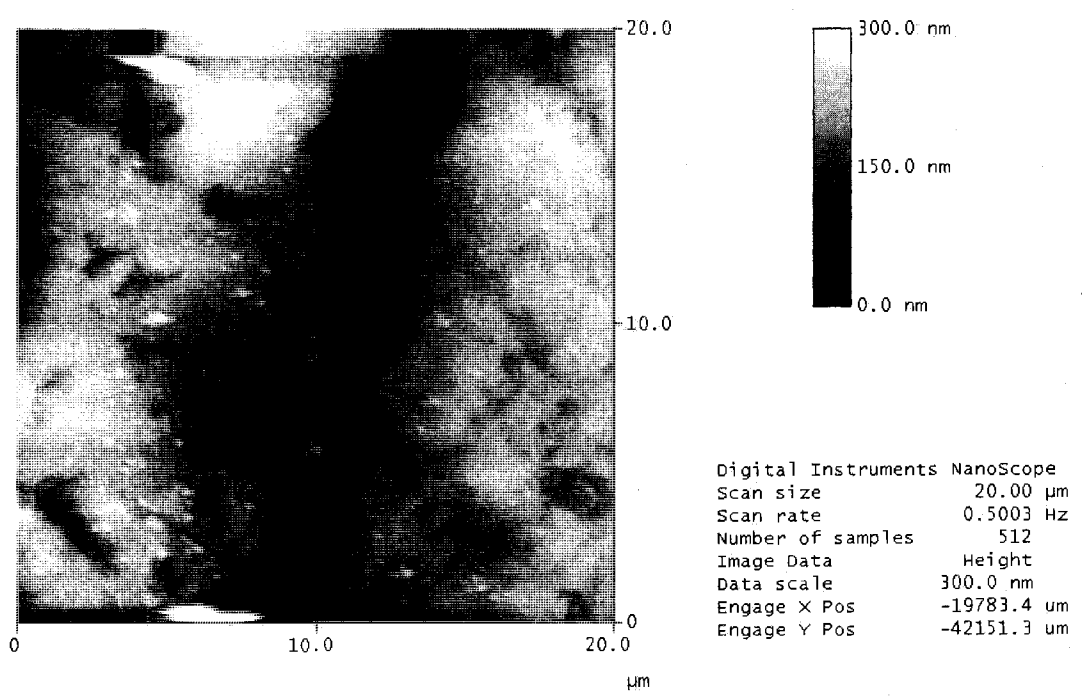 20.0
10.0
0
0
10.0
20.0
µm
300.0 nm
150.0 nm
0.0 nm
Digital Instruments NanoScope
Scan size 20.00 µm
Scan rate 0.5003 Hz
Number of samples 512
Image Data Height
Data scale 300.0 nm
Engage X Pos -19783.4 um
Engage Y Pos -42151.3 um